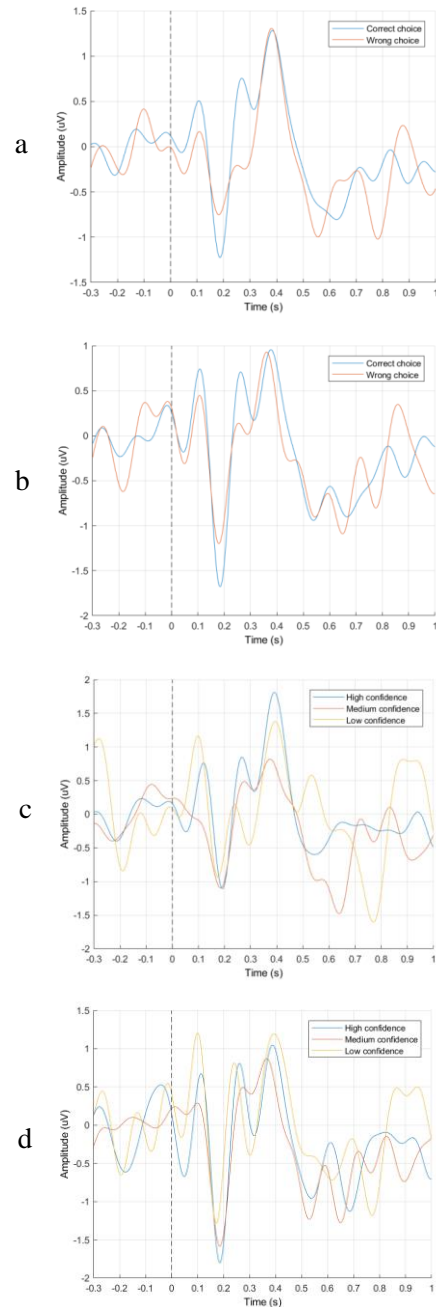 a
1.5
1
0.5
0
-0.5
-1
-1.5
Amplitude (uV)
Correct choice
Wrong choice
-0.3 -0.2 -0.1 0 0.1 0.2 0.3 0.4 0.5 0.6 0.7 0.8 0.9 1
Time (s)
b
1
0.5
0
-0.5
-1
-1.5
-2
Amplitude (uV)
Correct choice
Wrong choice
-0.3 -0.2 -0.1 0 0.1 0.2 0.3 0.4 0.5 0.6 0.7 0.8 0.9 1
Time (s)
c
2
1.5
1
0.5
0
-0.5
-1
-1.5
-2
Amplitude (uV)
High confidence
Medium confidence
Low confidence
-0.3 -0.2 -0.1 0 0.1 0.2 0.3 0.4 0.5 0.6 0.7 0.8 0.9 1
Time (s)
d
1.5
1
0.5
0
-0.5
-1
-1.5
-2
Amplitude (uV)
High confidence
Medium confidence
Low confidence
-0.3 -0.2 -0.1 0 0.1 0.2 0.3 0.4 0.5 0.6 0.7 0.8 0.9 1
Time (s)